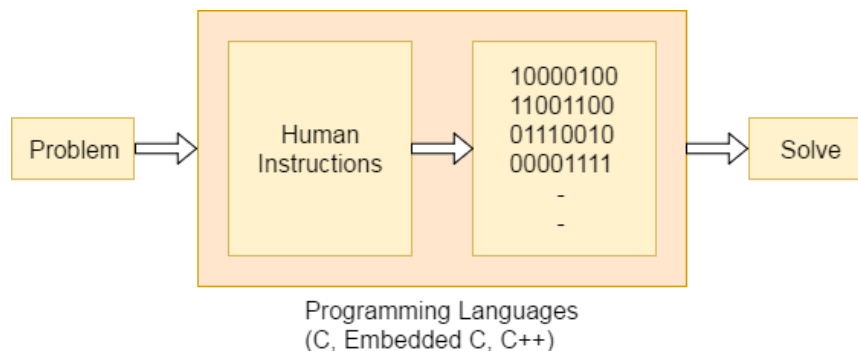 Problem
Human
Instructions
10000100
11001100
01110010
00001111
-
-
Solve
Programming Languages
(C, Embedded C, C++)